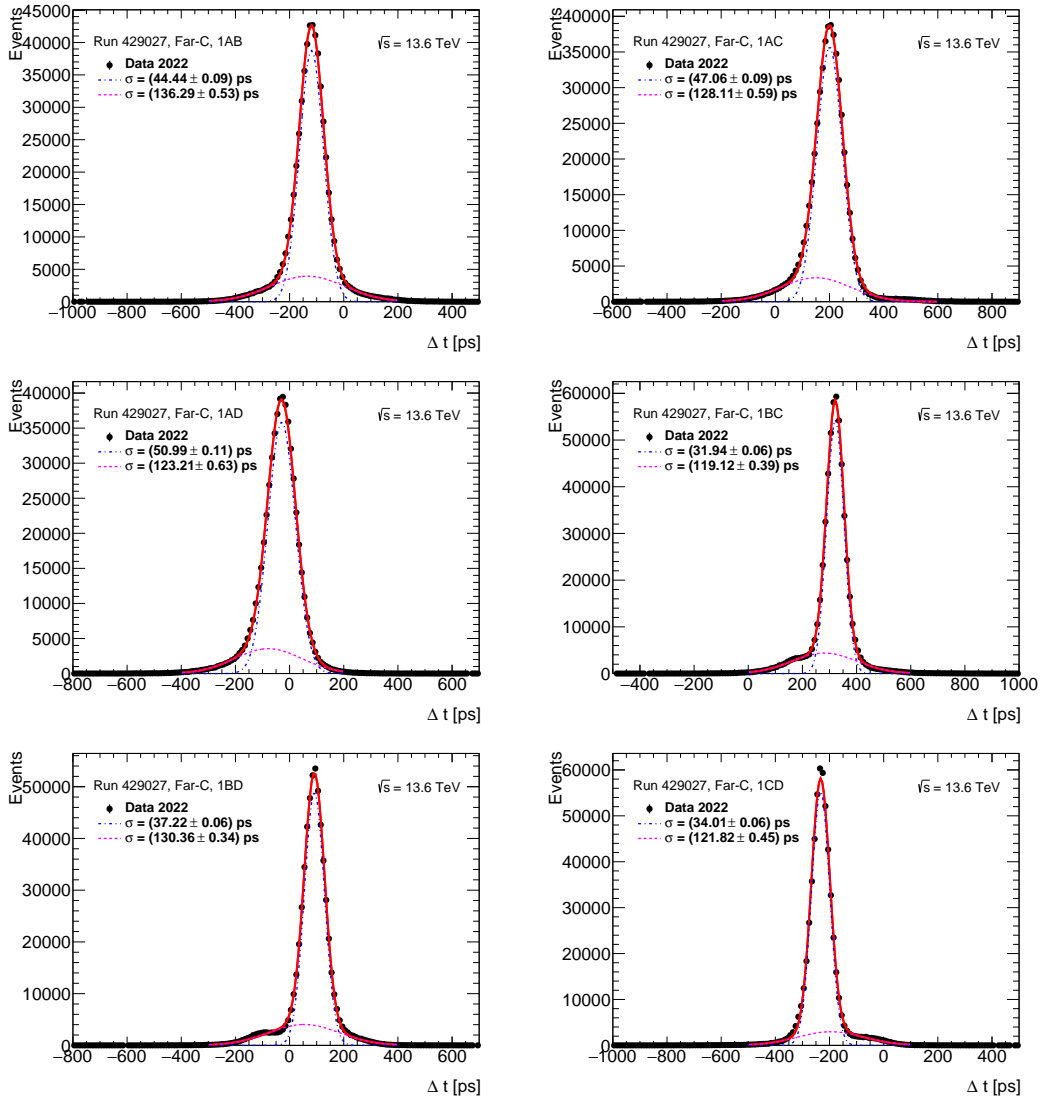 Events
45000
40000
35000
30000
25000
20000
15000
10000
5000
0
Run 429027, Far-C, 1AB
√s = 13.6 TeV
Data 2022
σ = (44.44 ± 0.09) ps
σ = (136.29 ± 0.53) ps
−1000 −800 −600 −400 −200 0 200 400
Δ t [ps]
Events
40000
35000
30000
25000
20000
15000
10000
5000
0
Run 429027, Far-C, 1AC
√s = 13.6 TeV
Data 2022
σ = (47.06 ± 0.09) ps
σ = (128.11 ± 0.59) ps
−600 −400 −200 0 200 400 600 800
Δ t [ps]
Events
40000
35000
30000
25000
20000
15000
10000
5000
0
Run 429027, Far-C, 1AD
√s = 13.6 TeV
Data 2022
σ = (50.99 ± 0.11) ps
σ = (123.21 ± 0.63) ps
−800 −600 −400 −200 0 200 400 600
Δ t [ps]
Events
60000
50000
40000
30000
20000
10000
0
Run 429027, Far-C, 1BC
√s = 13.6 TeV
Data 2022
σ = (31.94 ± 0.06) ps
σ = (119.12 ± 0.39) ps
−400 −200 0 200 400 600 800 1000
Δ t [ps]
Events
50000
40000
30000
20000
10000
0
Run 429027, Far-C, 1BD
√s = 13.6 TeV
Data 2022
σ = (37.22 ± 0.06) ps
σ = (130.36 ± 0.34) ps
−800 −600 −400 −200 0 200 400 600
Δ t [ps]
Events
60000
50000
40000
30000
20000
10000
0
Run 429027, Far-C, 1CD
√s = 13.6 TeV
Data 2022
σ = (34.01 ± 0.06) ps
σ = (121.82 ± 0.45) ps
−1000 −800 −600 −400 −200 0 200 400
Δ t [ps]